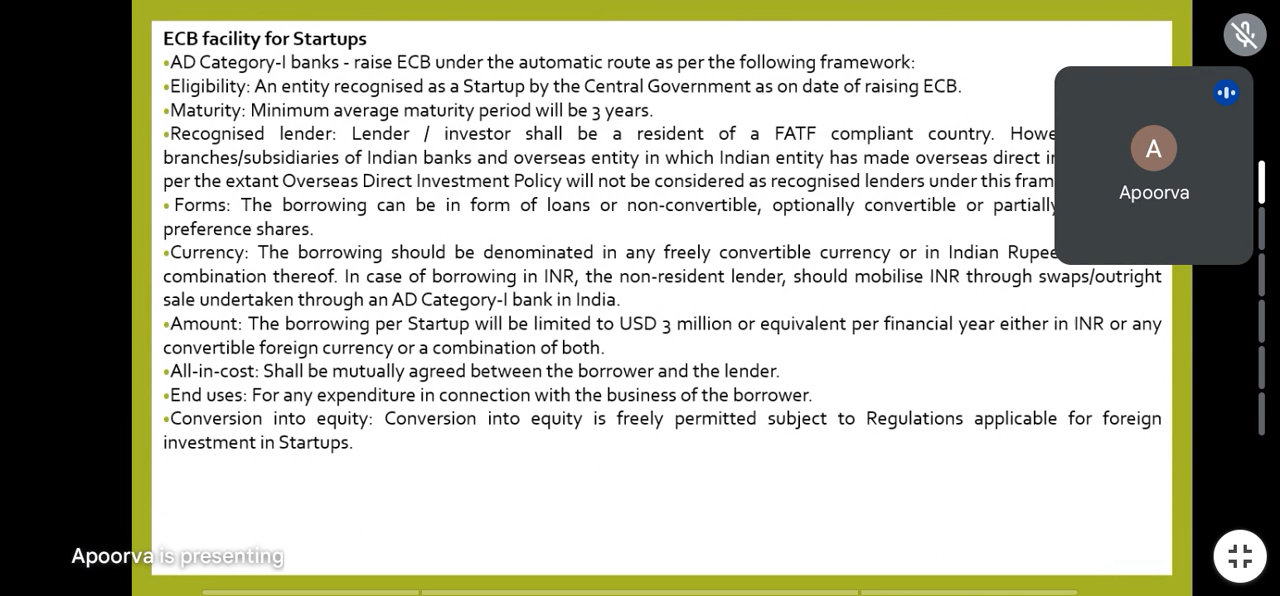 ECB facility for Startups
•AD Category-I banks - raise ECB under the automatic route as per the following framework:
•Eligibility: An entity recognised as a Startup by the Central Government as on date of raising ECB.
•Maturity: Minimum average maturity period will be 3 years.
•Recognised lender: Lender / investor shall be a resident of a FATF compliant country.
branches/subsidiaries of Indian banks and overseas entity in which Indian entity has made overseas direct
per the extant Overseas Direct Investment Policy will not be considered as recognised lenders under this
• Forms: The borrowing can be in form of loans or non-convertible, optionally convertible or partially
preference shares.
•Currency: The borrowing should be denominated in any freely convertible currency or in Indian
combination thereof. In case of borrowing in INR, the non-resident lender, should mobilise INR through swaps/outright
sale undertaken through an AD Category-I bank in India.
•Amount: The borrowing per Startup will be limited to USD 3 million or equivalent per financial year either in INR or any
convertible foreign currency or a combination of both.
•All-in-cost: Shall be mutually agreed between the borrower and the lender.
•End uses: For any expenditure in connection with the business of the borrower.
•Conversion into equity: Conversion into equity is freely permitted subject to Regulations applicable for foreign
investment in Startups.
A
Apoorva
Apoorva is presenting